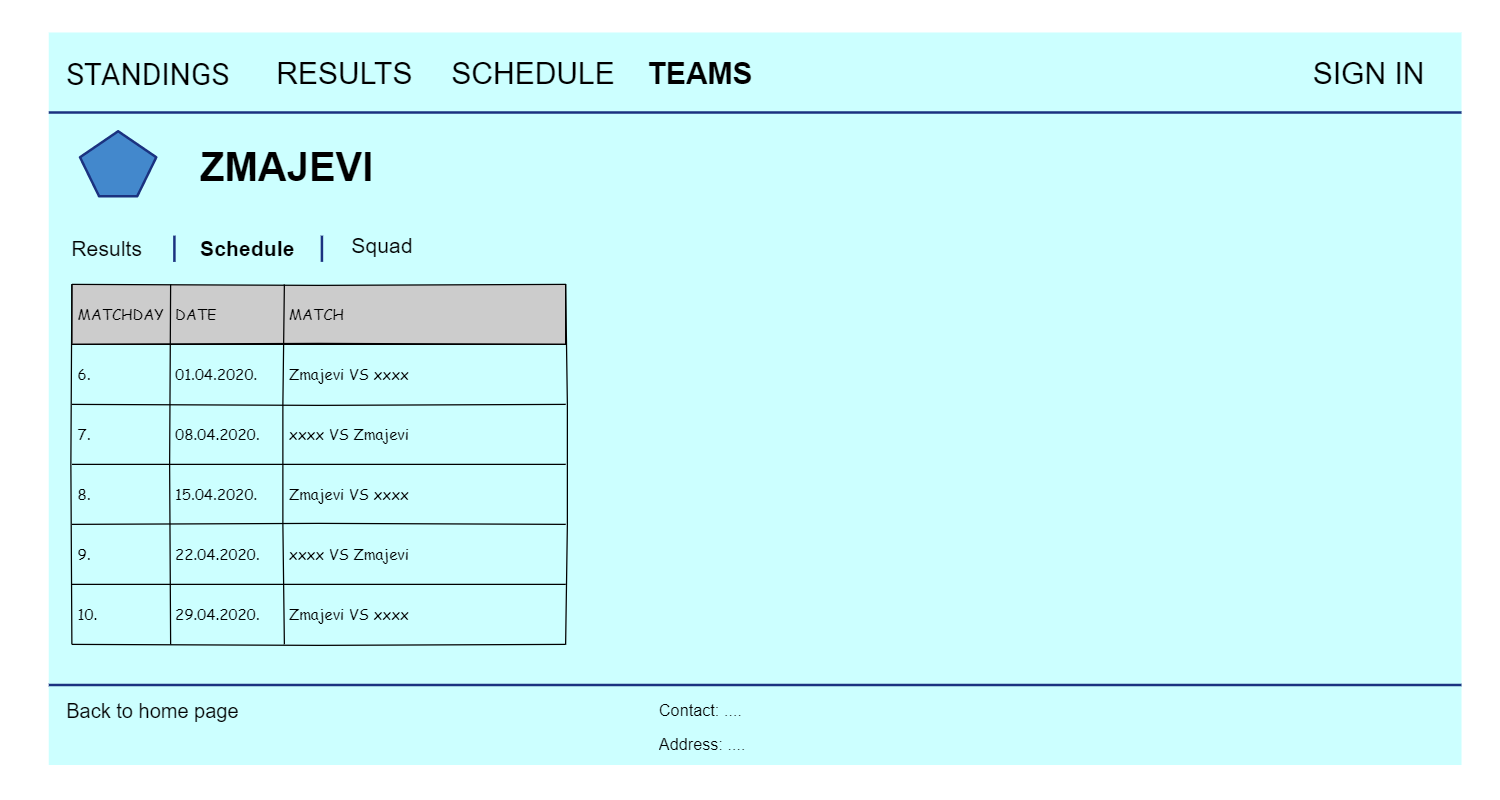 STANDINGS RESULTS SCHEDULE TEAMS SIGN IN
ZMAJEVI
Results Schedule Squad
MATCHDAY DATE MATCH
6. 01.04.2020. Zmajevi VS xxxx
7. 08.04.2020. xxxx VS Zmajevi
8. 15.04.2020. Zmajevi VS xxxx
9. 22.04.2020. xxxx VS Zmajevi
10. 29.04.2020. Zmajevi VS xxxx
Back to home page Contact: ....
Address: ....